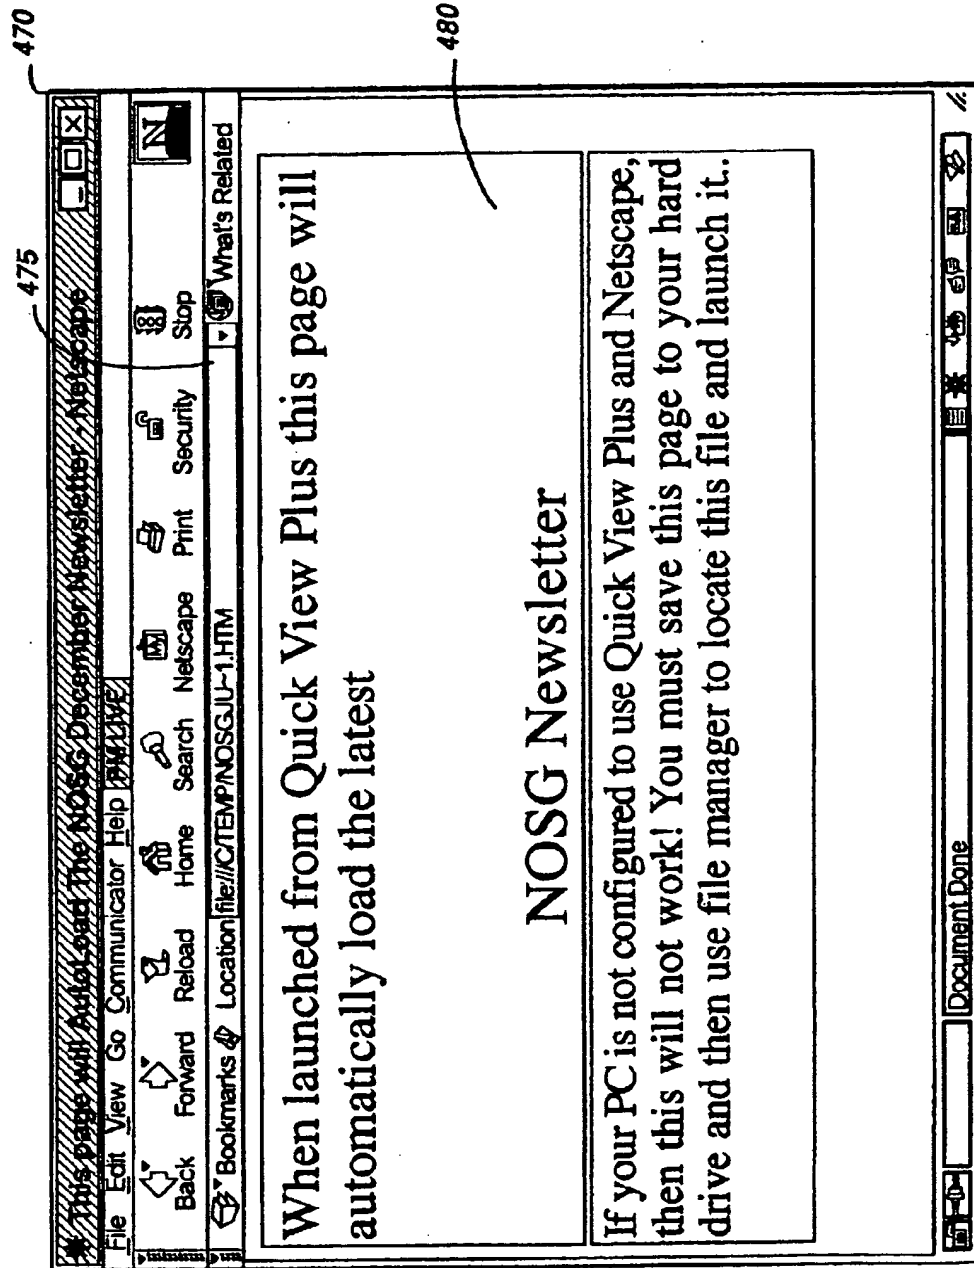 470
475
480
This page will AutoLoad The NOSG December Newsletter - Netscape
File Edit View Go Communicator Help PM LIVE
Back Forward Reload Home Search Netscape Print Security Stop
N
Bookmarks Location file:///C/TEMP/NOSGJU~1.HTM What's Related
When launched from Quick View Plus this page will
automatically load the latest
NOSG Newsletter
If your PC is not configured to use Quick View Plus and Netscape,
then this will not work! You must save this page to your hard
drive and then use file manager to locate this file and launch it..
Document Done